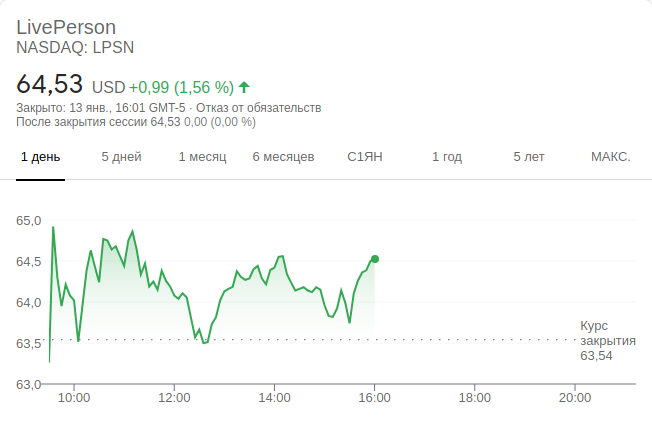 LivePerson
NASDAQ: LPSN
64,53 USD +0,99 (1,56 %)
Закрыто: 13 янв., 16:01 GMT-5 · Отказ от обязательств
После закрытия сессии 64,53 0,00 (0,00 %)
1 день 5 дней 1 месяц 6 месяцев С1ЯН 1 год 5 лет МАКС.
65,0
64,5
64,0
63,5
63,0
Курс
закрытия
63,54
10:00 12:00 14:00 16:00 18:00 20:00